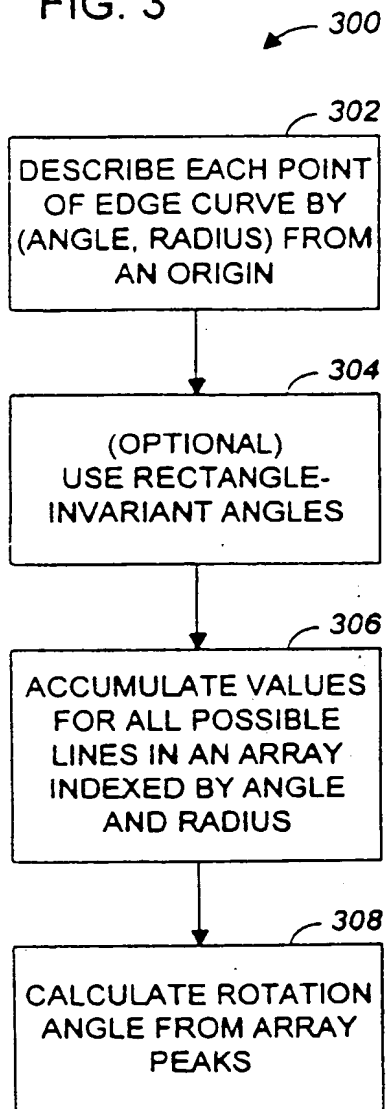 FIG. 3
300
302
DESCRIBE EACH POINT
OF EDGE CURVE BY
(ANGLE, RADIUS) FROM
AN ORIGIN
304
(OPTIONAL)
USE RECTANGLE-
INVARIANT ANGLES
306
ACCUMULATE VALUES
FOR ALL POSSIBLE
LINES IN AN ARRAY
INDEXED BY ANGLE
AND RADIUS
308
CALCULATE ROTATION
ANGLE FROM ARRAY
PEAKS